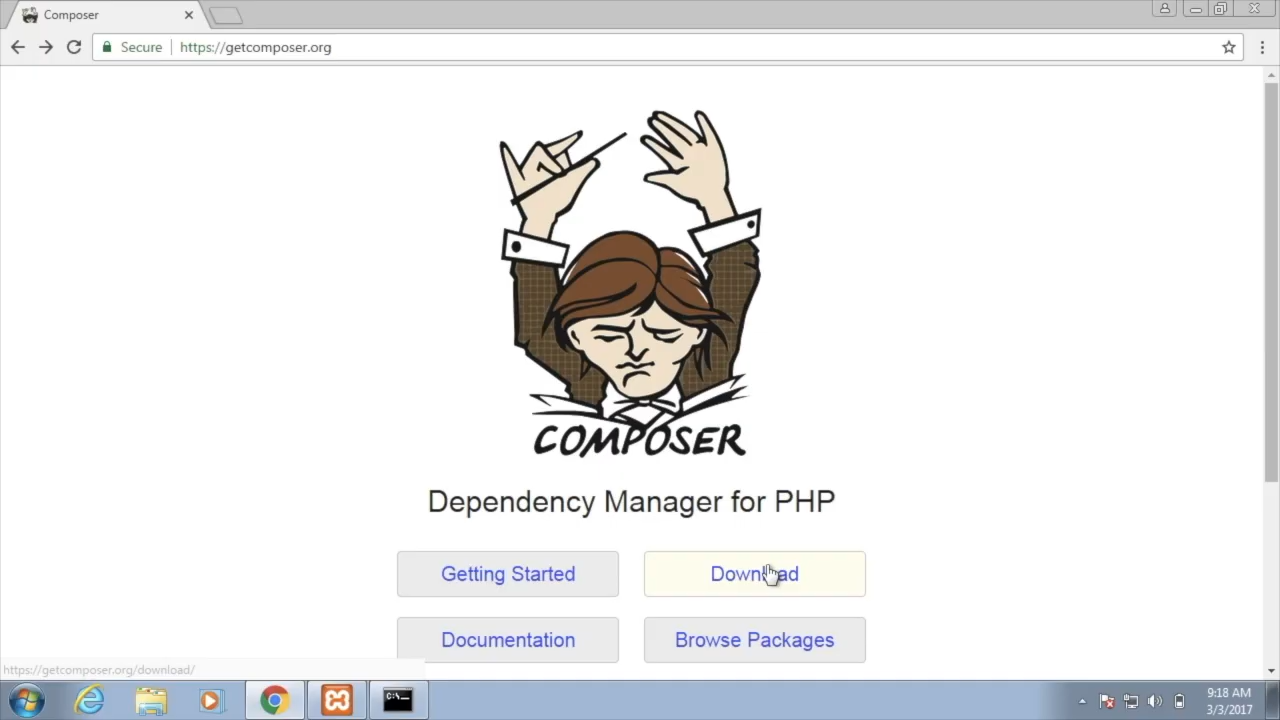 Composer
Secure https://getcomposer.org
COMPOSER
Dependency Manager for PHP
Getting Started Download
Documentation Browse Packages
https://getcomposer.org/download/
C:\_
9:18 AM
3/3/2017